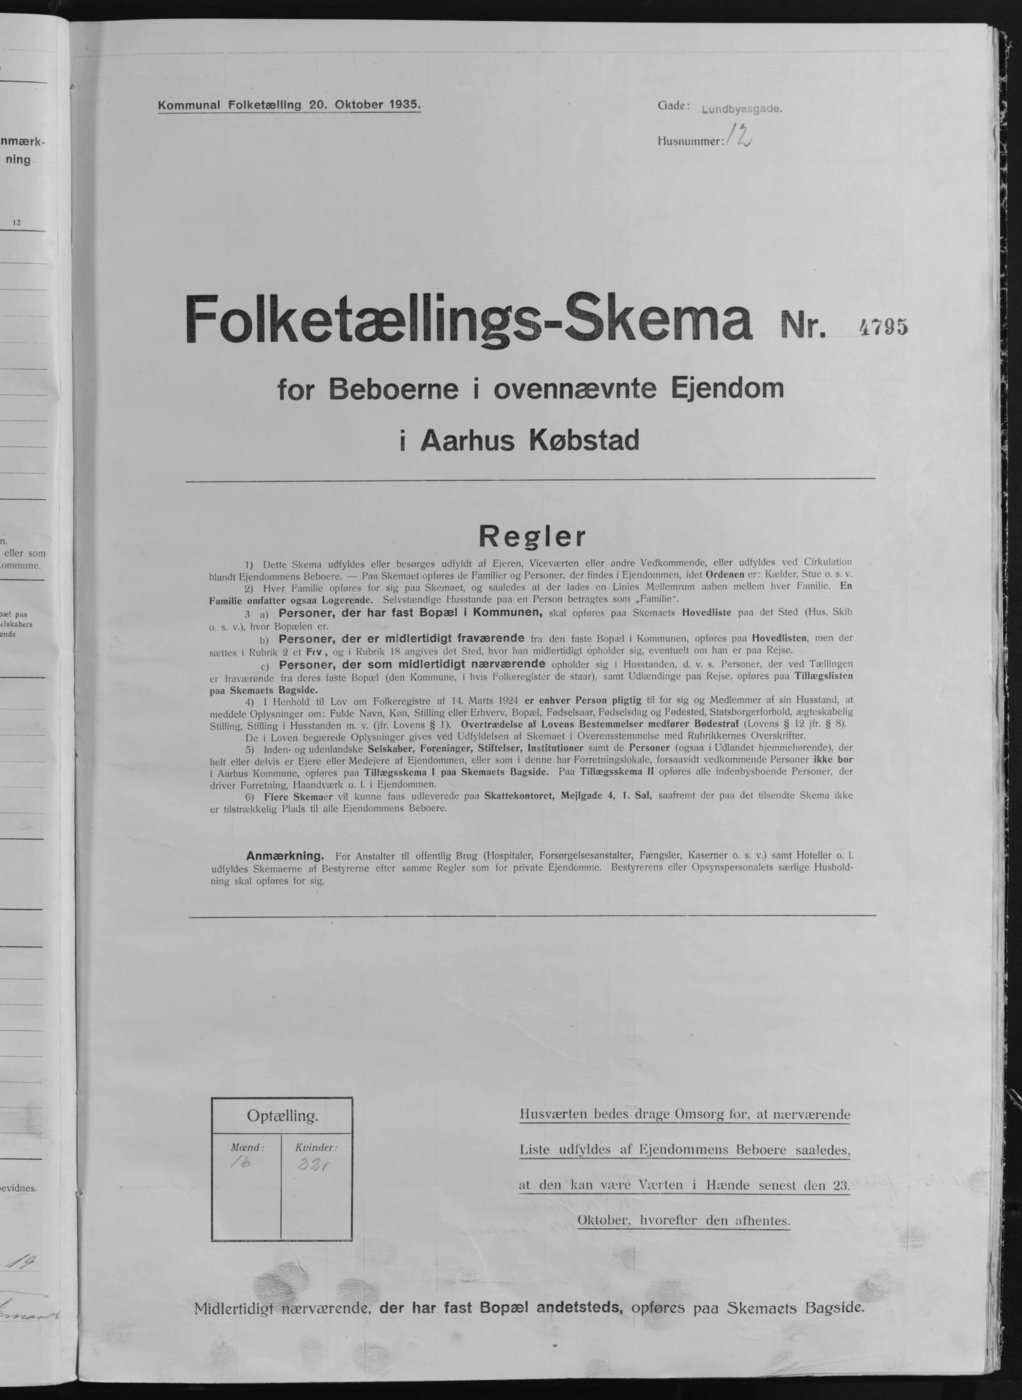 Kommunal Folketælling 20. Oktober 1935.
Gade: Lundbyesgade.
Husnummer: 12
Folketællings-Skema Nr. 4795
for Beboerne i ovennævnte Ejendom
i Aarhus Købstad
Regler
1) Dette Skema udfyldes eller besørges udfyldt af Ejeren, Viceværten eller andre Vedkommende, eller udfyldes ved Cirkulation
blandt Ejendommens Beboere. — Paa Skemaet opføres de Familier og Personer, der findes i Ejendommen, idet Ordenen er: Kælder, Stue o. s. v.
2) Hver Familie opføres for sig paa Skemaet, og saaledes at der lades en Linies Mellemrum aaben mellem hver Familie. En
Familie omfatter ogsaa Logerende. Selvstændige Husstande paa en Person betragtes som „Familie“.
3 a) Personer, der har fast Bopæl i Kommunen, skal opføres paa Skemaets Hovedliste paa det Sted (Hus, Skib
o. s. v.), hvor Bopælen er.
b) Personer, der er midlertidigt fraværende fra den faste Bopæl i Kommunen, opføres paa Hovedlisten, men der
sættes i Rubrik 2 et Frv, og i Rubrik 18 angives det Sted, hvor han midlertidigt opholder sig, eventuelt om han er paa Rejse.
c) Personer, der som midlertidigt nærværende opholder sig i Husstanden, d. v. s. Personer, der ved Tællingen
er fraværende fra deres faste Bopæl (den Kommune, i hvis Folkeregister de staar), samt Udlændinge paa Rejse, opføres paa Tillægslisten
paa Skemaets Bagside.
4) I Henhold til Lov om Folkeregistre af 14. Marts 1924 er enhver Person pligtig til for sig og Medlemmer af sin Husstand, at
meddele Oplysninger om: Fulde Navn, Køn, Stilling eller Erhverv, Bopæl, Fødselsaar, Fødselsdag og Fødested, Statsborgerforhold, ægteskabelig
Stilling, Stilling i Husstanden m. v. (jfr. Lovens § 1). Overtrædelse af Lovens Bestemmelser medfører Bødestraf (Lovens § 12 jfr. § 8).
De i Loven begærede Oplysninger gives ved Udfyldelsen af Skemaet i Overensstemmelse med Rubrikkernes Overskrifter.
5) Inden- og udenlandske Selskaber, Foreninger, Stiftelser, Institutioner samt de Personer (ogsaa i Udlandet hjemmehørende), der
helt eller delvis er Ejere eller Medejere af Ejendommen, eller som i denne har Forretningslokale, forsaavidt vedkommende Personer ikke bor
i Aarhus Kommune, opføres paa Tillægsskema I paa Skemaets Bagside. Paa Tillægsskema II opføres alle indenbysboende Personer, der
driver Forretning, Haandværk o. l. i Ejendommen.
6) Flere Skemaer vil kunne faas udleverede paa Skattekontoret, Mejlgade 4, 1. Sal, saafremt der paa det tilsendte Skema ikke
er tilstrækkelig Plads til alle Ejendommens Beboere.
Anmærkning. For Anstalter til offentlig Brug (Hospitaler, Forsørgelsesanstalter, Fængsler, Kaserner o. s. v.) samt Hoteller o. l.
udfyldes Skemaerne af Bestyrerne efter samme Regler som for private Ejendomme. Bestyrerens eller Opsynspersonalets særlige Hushold-
ning skal opføres for sig.
Optælling.
Mænd: Kvinder:
16 22
Husværten bedes drage Omsorg for, at nærværende
Liste udfyldes af Ejendommens Beboere saaledes,
at den kan være Værten i Hænde senest den 23.
Oktober, hvorefter den afhentes.
Midlertidigt nærværende, der har fast Bopæl andetsteds, opføres paa Skemaets Bagside.
nmærk-
ning
12
n.
eller som
ommune.
pæl paa
elskabers
ende
evidnes.
19